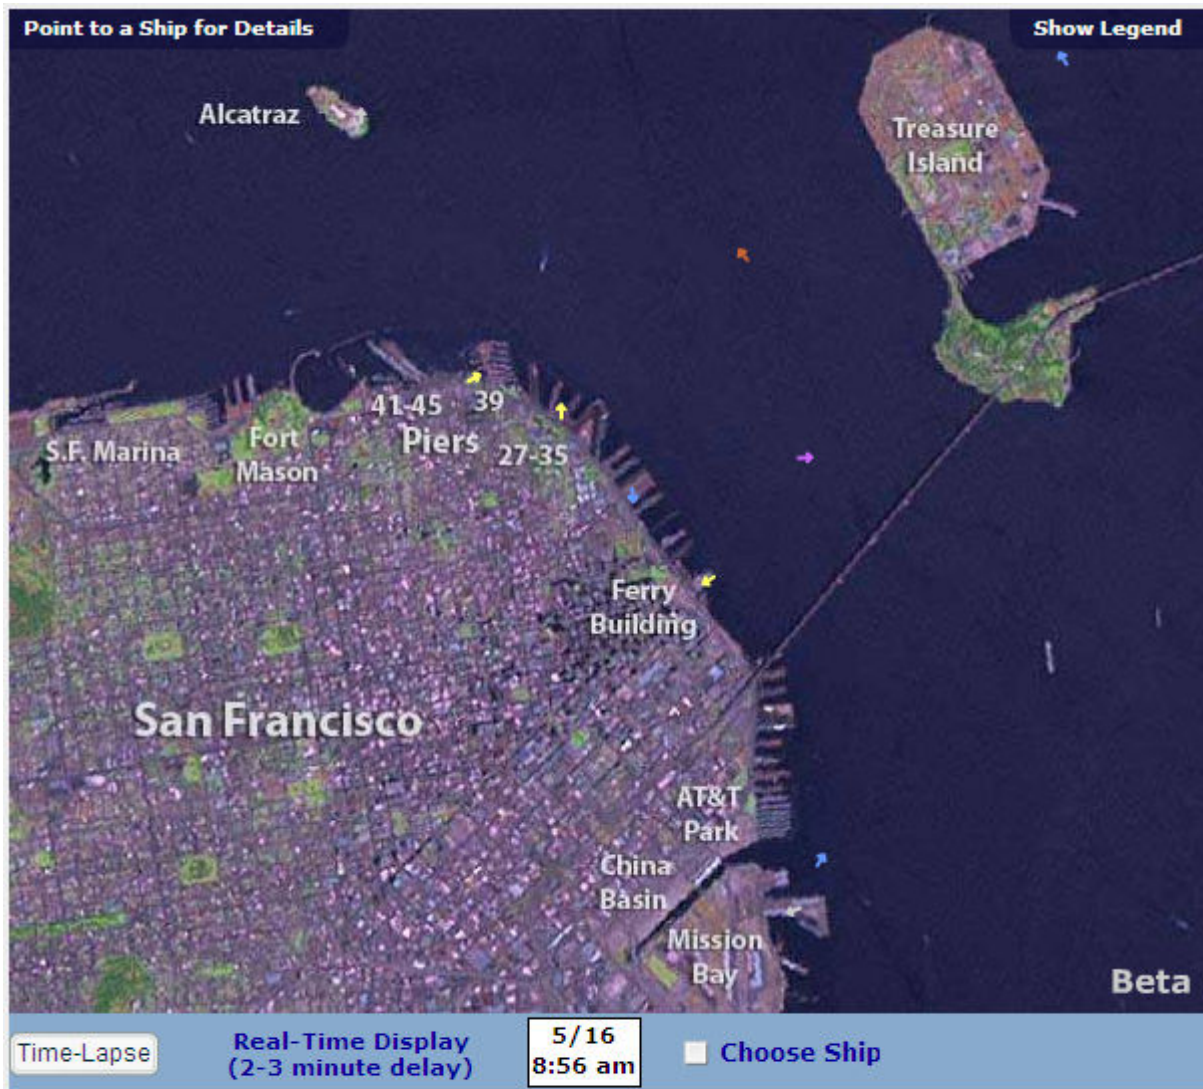 Point to a Ship for Details
Show Legend
Alcatraz
Treasure
Island
41-45
39
Piers
27-35
S.F. Marina
Fort
Mason
Ferry
Building
San Francisco
AT&T
Park
China
Basin
Mission
Bay
Beta
Time-Lapse
Real-Time Display
(2-3 minute delay)
5/16
8:56 am
Choose Ship